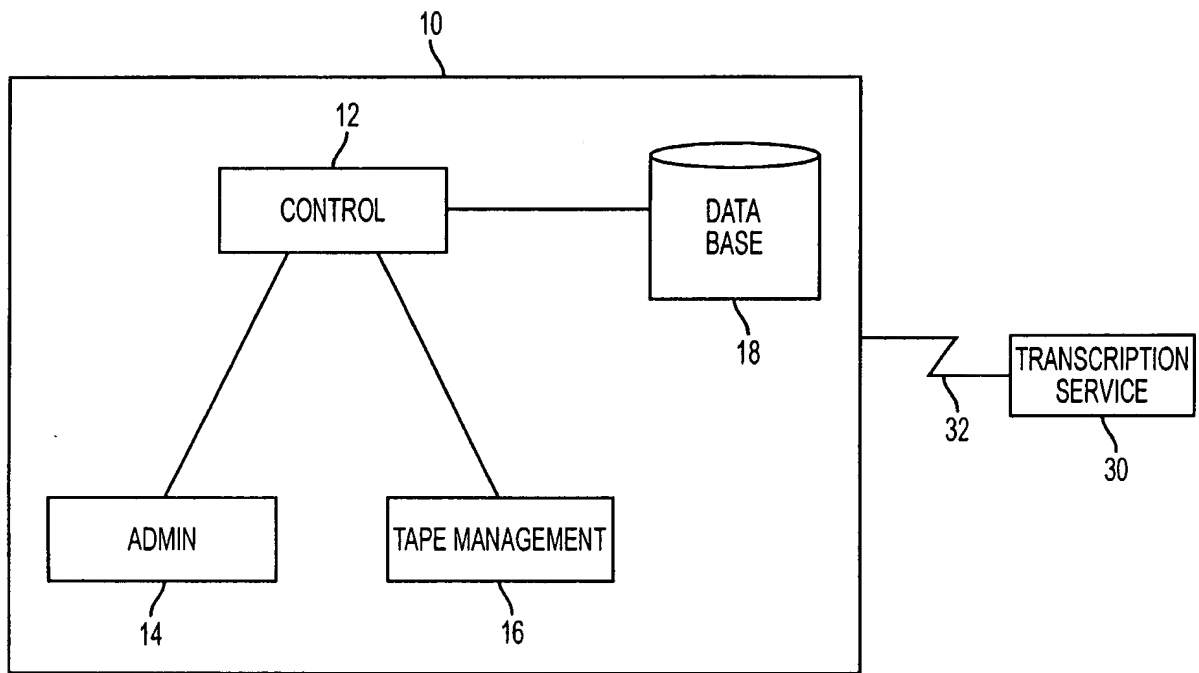 10
12
CONTROL
DATA
BASE
18
TRANSCRIPTION
SERVICE
32
30
ADMIN
TAPE MANAGEMENT
14
16